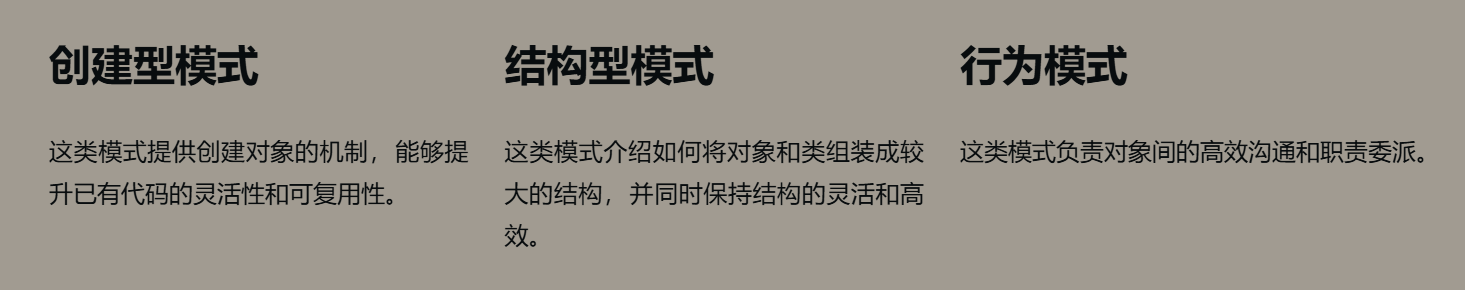 创建型模式
这类模式提供创建对象的机制，能够提
升已有代码的灵活性和可复用性。
结构型模式
这类模式介绍如何将对象和类组装成较
大的结构，并同时保持结构的灵活和高
效。
行为模式
这类模式负责对象间的高效沟通和职责委派。